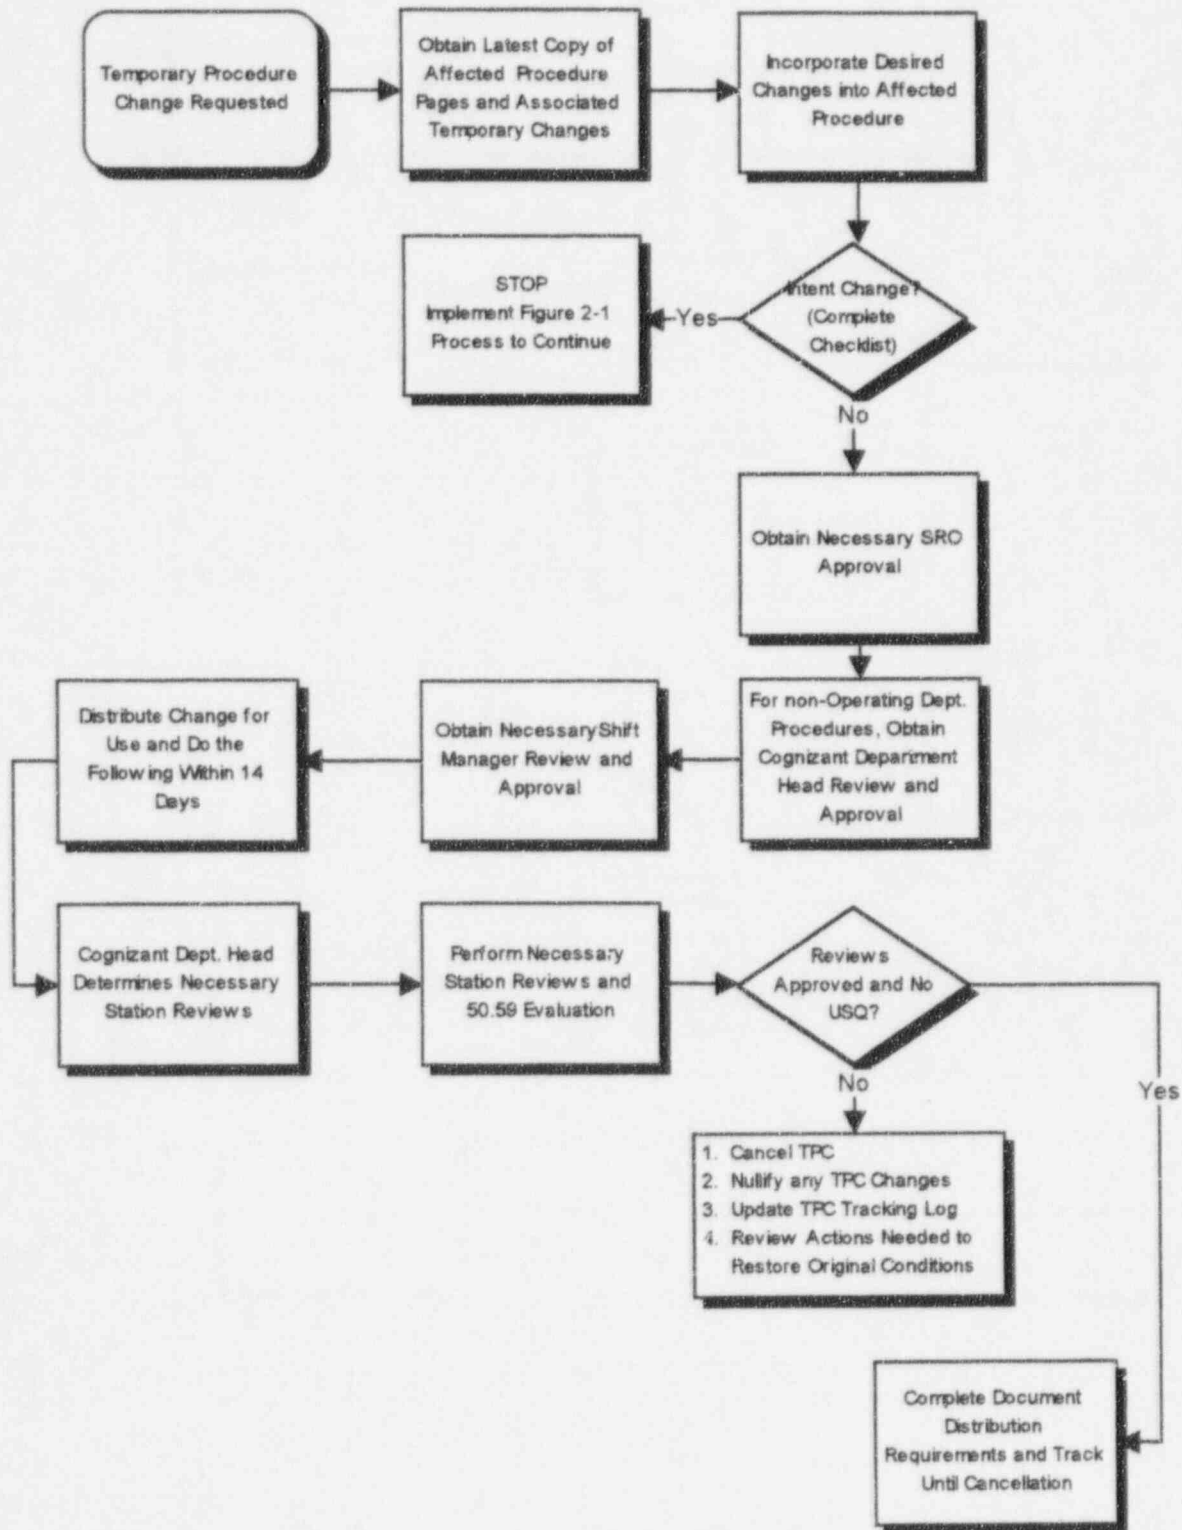 Temporary Procedure
Change Requested
Obtain Latest Copy of
Affected Procedure
Pages and Associated
Temporary Changes
Incorporate Desired
Changes into Affected
Procedure
Intent Change?
(Complete
Checklist)
Yes
STOP
Implement Figure 2-1
Process to Continue
No
Obtain Necessary SRO
Approval
For non-Operating Dept.
Procedures, Obtain
Cognizant Department
Head Review and
Approval
Obtain Necessary Shift
Manager Review and
Approval
Distribute Change for
Use and Do the
Following Within 14
Days
Cognizant Dept. Head
Determines Necessary
Station Reviews
Perform Necessary
Station Reviews and
50.59 Evaluation
Reviews
Approved and No
USQ?
No
Yes
1. Cancel TPC
2. Nullify any TPC Changes
3. Update TPC Tracking Log
4. Review Actions Needed to
Restore Original Conditions
Complete Document
Distribution
Requirements and Track
Until Cancellation